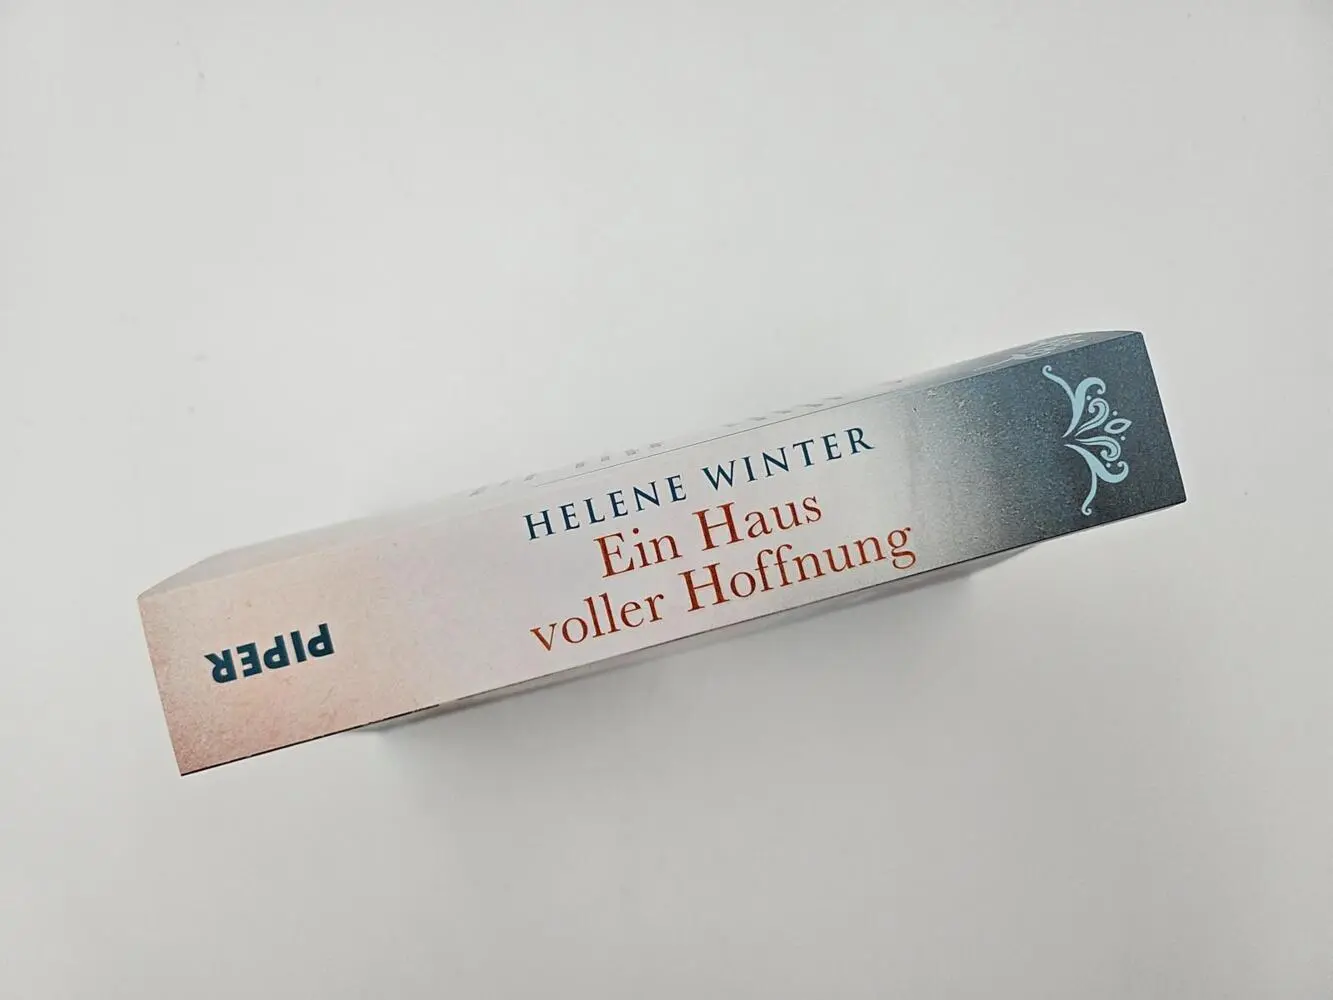 HELENE WINTER
Ein Haus
voller Hoffnung
PIPER